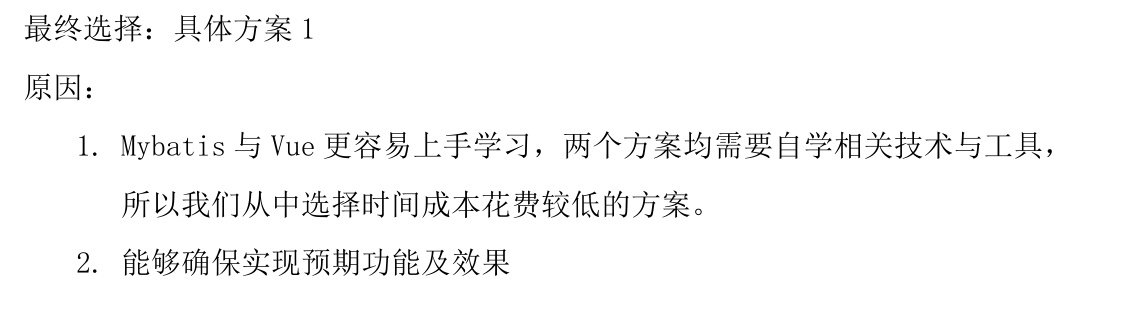 最终选择：具体方案 1
原因：
1. Mybatis 与 Vue 更容易上手学习，两个方案均需要自学相关技术与工具，
所以我们从中选择时间成本花费较低的方案。
2. 能够确保实现预期功能及效果